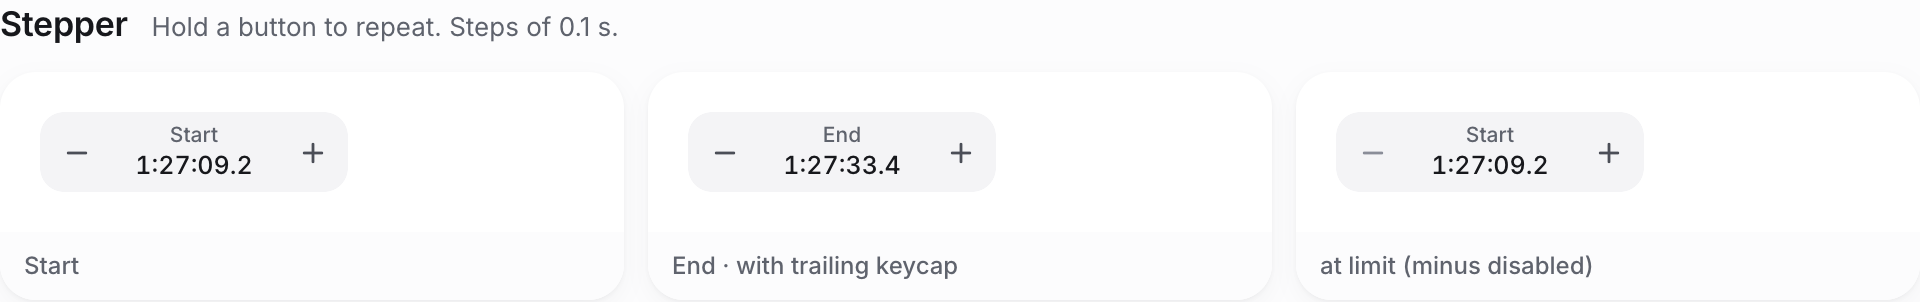 Stepper Hold a button to repeat. Steps of 0.1 s.
Start
− 1:27:09.2 +
Start
End
− 1:27:33.4 +
End · with trailing keycap
Start
− 1:27:09.2 +
at limit (minus disabled)